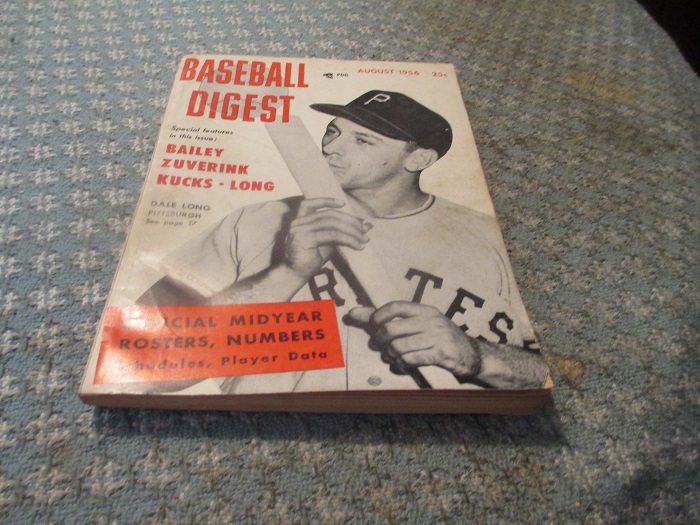 BASEBALL
DIGEST
PDC AUGUST 1956 25c
P
Special features
in this issue:
BAILEY
ZUVERINK
KUCKS - LONG
DALE LONG
PITTSBURGH
See page 17
MIDYEAR
ROSTERS, NUMBERS
Player Data